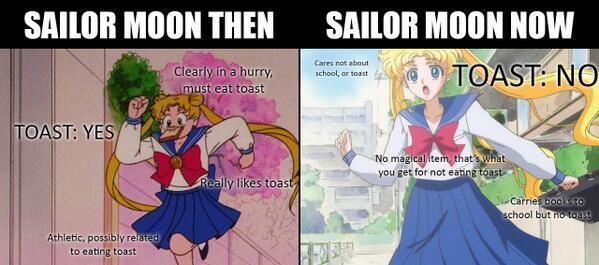 SAILOR MOON THEN
Clearly in a hurry,
must eat toast
TOAST: YES
Really likes toast
Athletic, possibly related
to eating toast
SAILOR MOON NOW
Cares not about
school, or toast
TOAST: NO
No magical item, that's what
you get for not eating toast
Carries books to
school but no toast